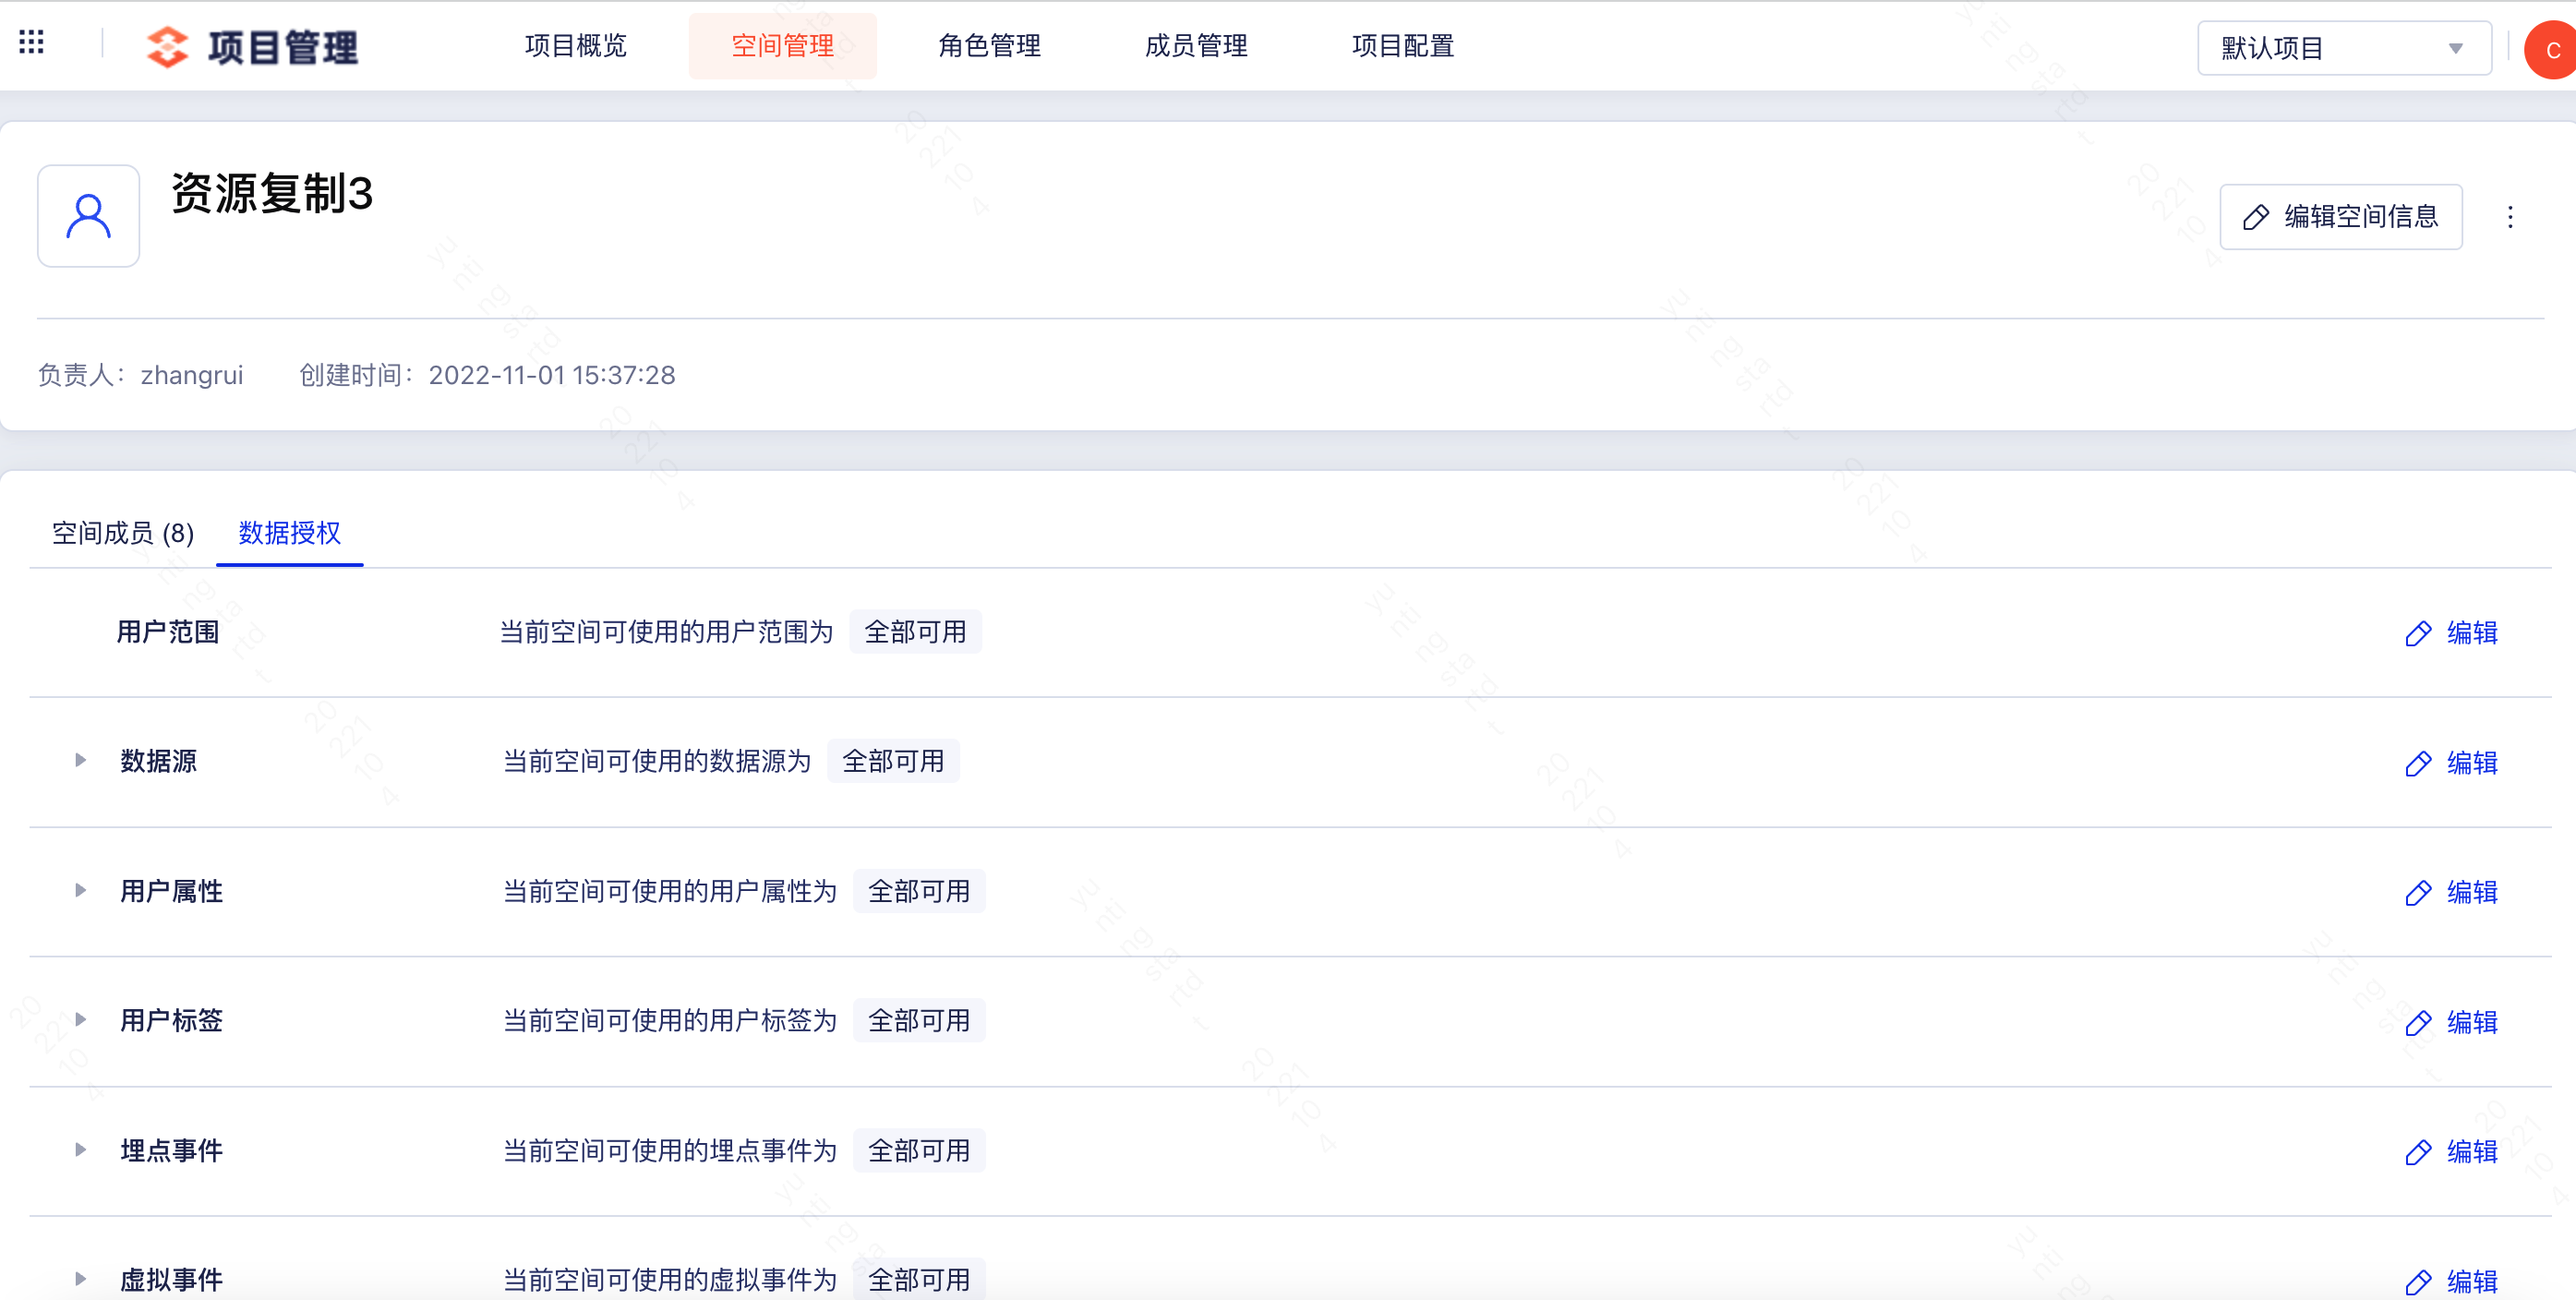 项目管理 项目概览 空间管理 角色管理 成员管理 项目配置 默认项目 C
资源复制3
编辑空间信息
负责人：zhangrui 创建时间：2022-11-01 15:37:28
空间成员 (8) 数据授权
用户范围 当前空间可使用的用户范围为 全部可用 编辑
数据源 当前空间可使用的数据源为 全部可用 编辑
用户属性 当前空间可使用的用户属性为 全部可用 编辑
用户标签 当前空间可使用的用户标签为 全部可用 编辑
埋点事件 当前空间可使用的埋点事件为 全部可用 编辑
虚拟事件 当前空间可使用的虚拟事件为 全部可用 编辑